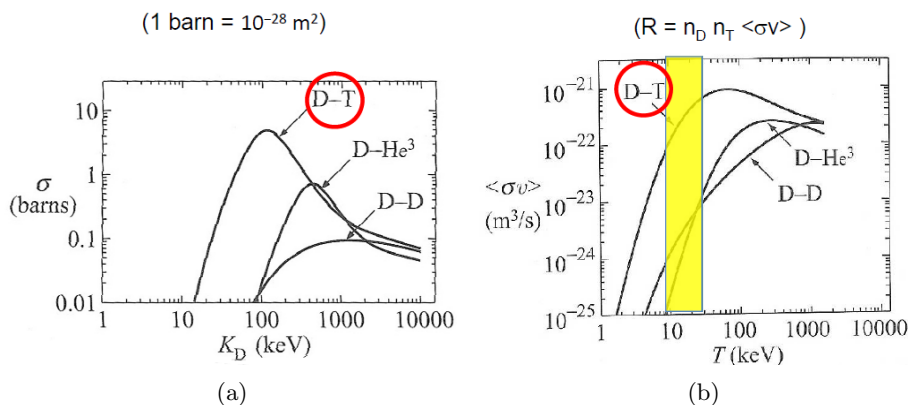 (1 barn = 10⁻²⁸ m²)
10
1
0.1
0.01
σ
(barns)
D–T
D–He³
D–D
1
10
100
1000
10000
K_D (keV)
(a)
(R = n_D n_T <σv> )
10⁻²¹
10⁻²²
10⁻²³
10⁻²⁴
10⁻²⁵
<σv>
(m³/s)
D–T
D–He³
D–D
1
10
100
1000
10000
T (keV)
(b)